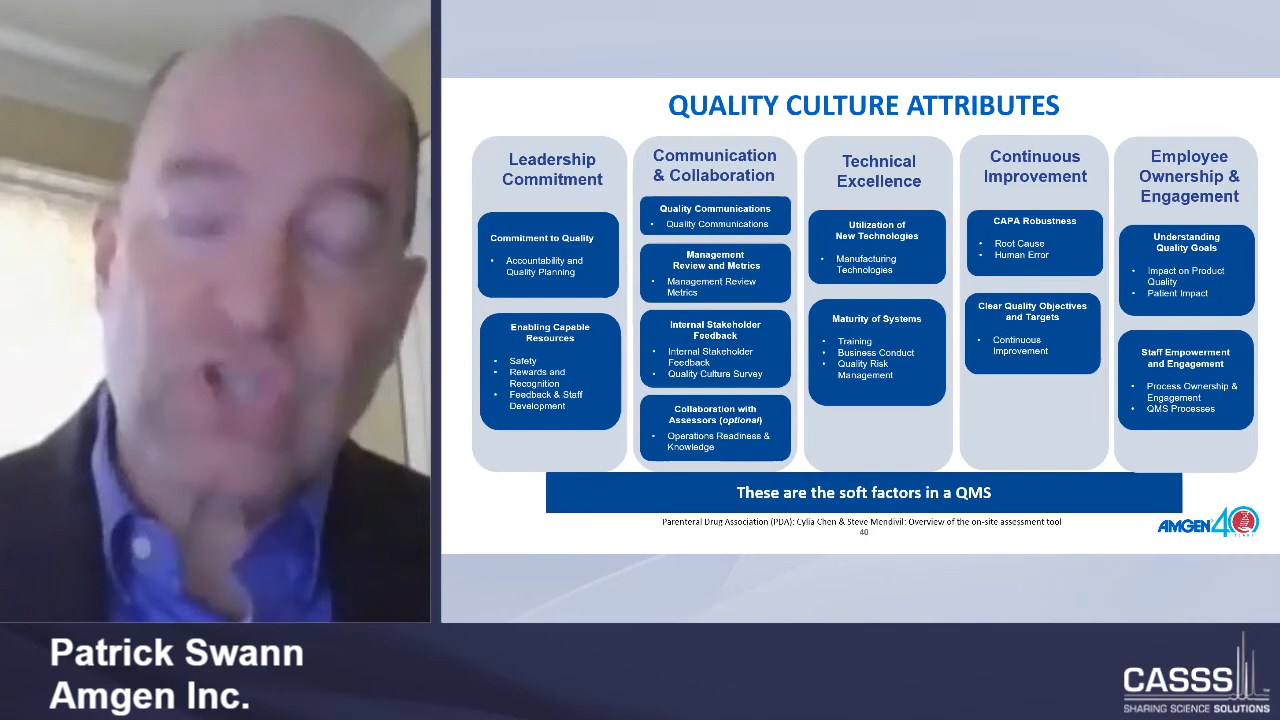 QUALITY CULTURE ATTRIBUTES
Leadership
Commitment
Commitment to Quality
• Accountability and
Quality Planning
Enabling Capable
Resources
• Safety
• Rewards and
Recognition
• Feedback & Staff
Development
Communication
& Collaboration
Quality Communications
• Quality Communications
Management
Review and Metrics
• Management Review
Metrics
Internal Stakeholder
Feedback
• Internal Stakeholder
Feedback
• Quality Culture Survey
Collaboration with
Assessors (optional)
• Operations Readiness &
Knowledge
Technical
Excellence
Utilization of
New Technologies
• Manufacturing
Technologies
Maturity of Systems
• Training
• Business Conduct
• Quality Risk
Management
Continuous
Improvement
CAPA Robustness
• Root Cause
• Human Error
Clear Quality Objectives
and Targets
• Continuous
Improvement
Employee
Ownership &
Engagement
Understanding
Quality Goals
• Impact on Product
Quality
• Patient Impact
Staff Empowerment
and Engagement
• Process Ownership &
Engagement
• QMS Processes
These are the soft factors in a QMS
Parenteral Drug Association (PDA): Cylia Chen & Steve Mendivil: Overview of the on-site assessment tool
40
AMGEN 40
YEARS
Patrick Swann
Amgen Inc.
CASSS
SHARING SCIENCE SOLUTIONS